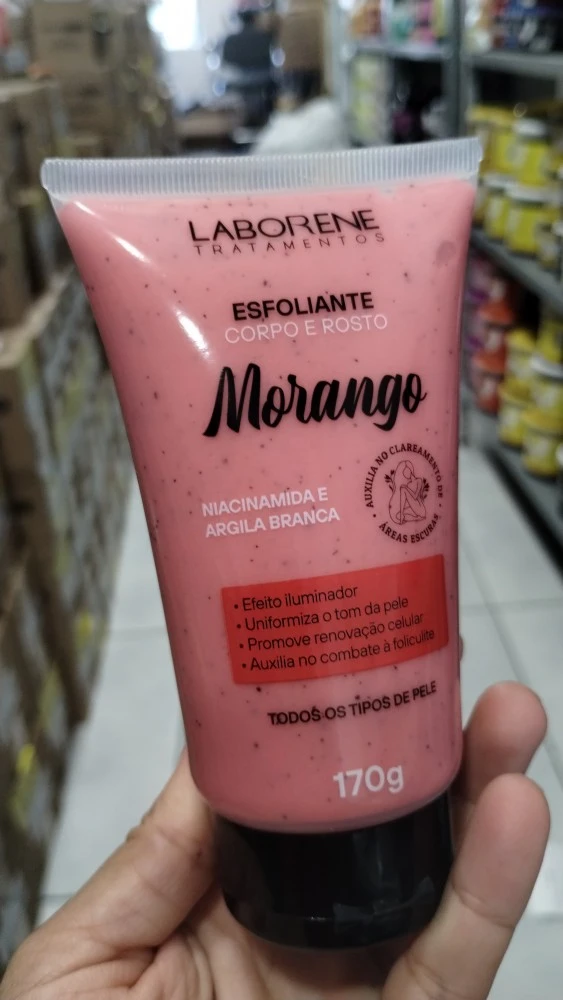 LABORENE
TRATAMENTOS
ESFOLIANTE
CORPO E ROSTO
Morango
NIACINAMIDA E
ARGILA BRANCA
AUXILIA NO CLAREAMENTO DE
ÁREAS ESCURAS
• Efeito iluminador
• Uniformiza o tom da pele
• Promove renovação celular
• Auxilia no combate à foliculite
TODOS OS TIPOS DE PELE
170g